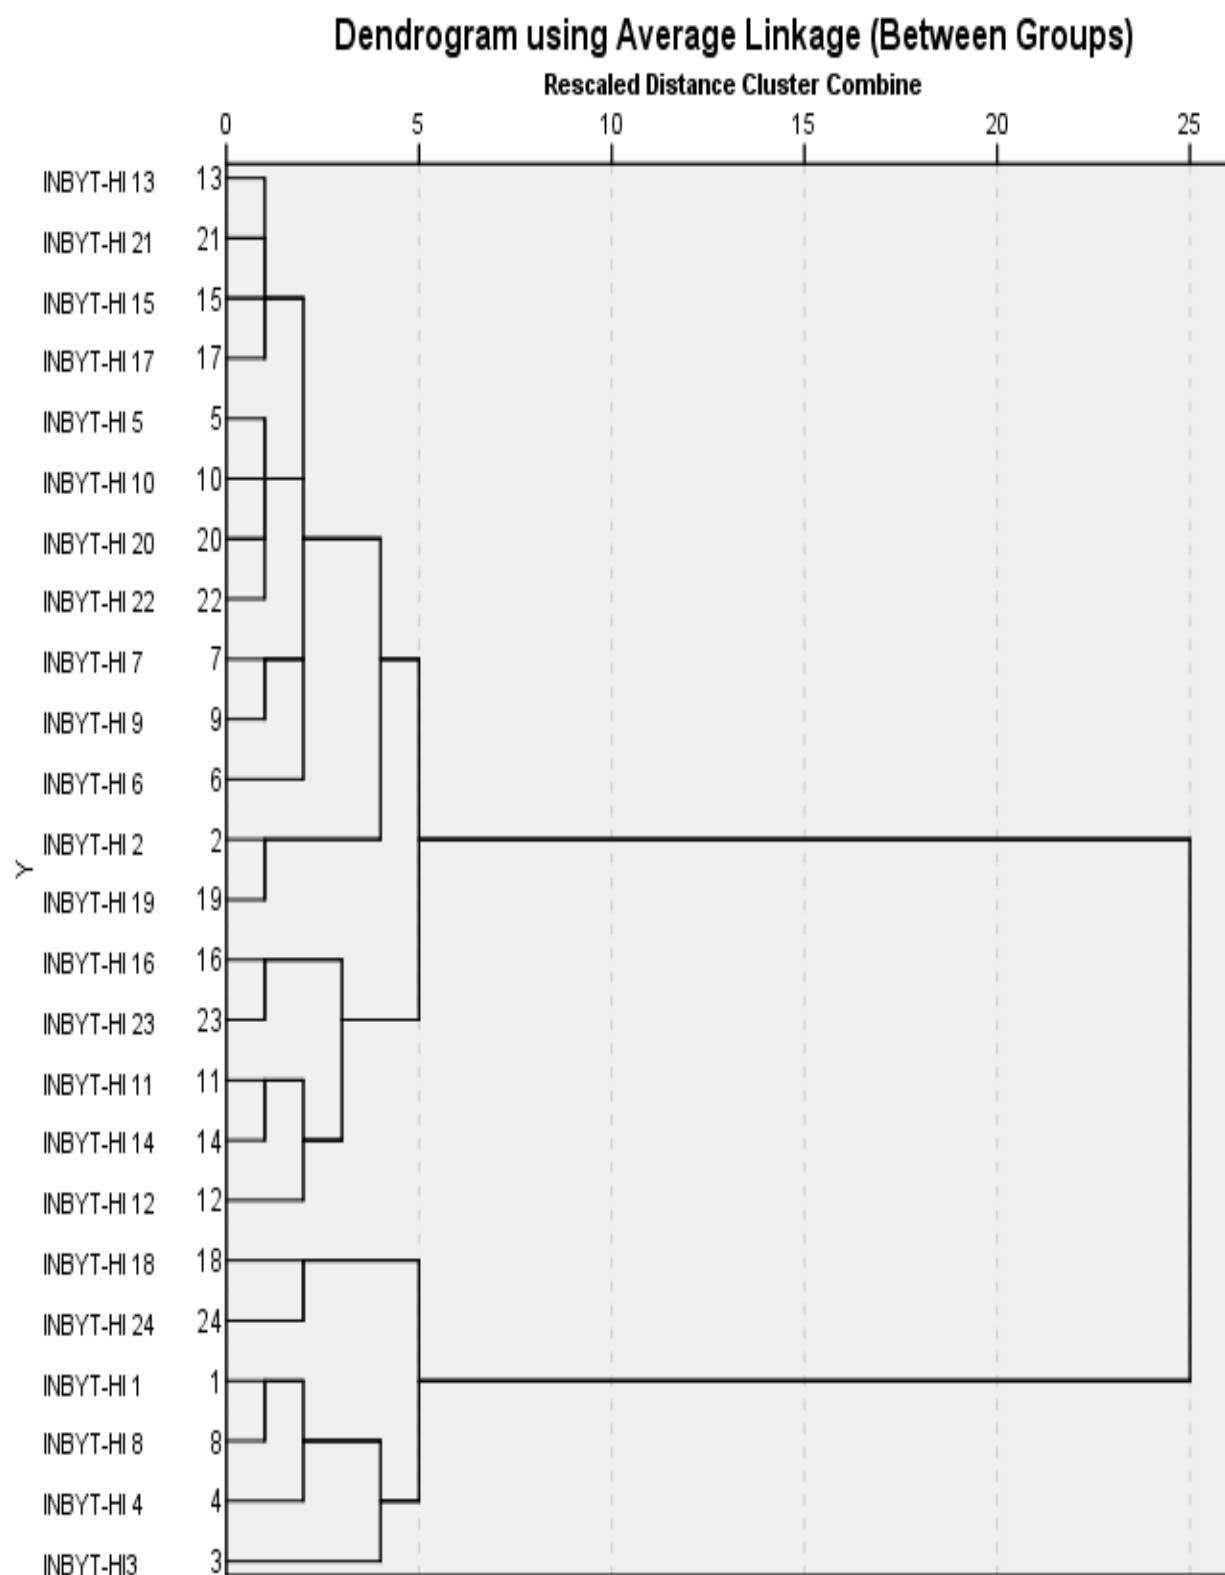 Dendrogram using Average Linkage (Between Groups)
Rescaled Distance Cluster Combine
0 5 10 15 20 25
INBYT-HI 13 13
INBYT-HI 21 21
INBYT-HI 15 15
INBYT-HI 17 17
INBYT-HI 5 5
INBYT-HI 10 10
INBYT-HI 20 20
INBYT-HI 22 22
INBYT-HI 7 7
INBYT-HI 9 9
INBYT-HI 6 6
INBYT-HI 2 2
Y
INBYT-HI 19 19
INBYT-HI 16 16
INBYT-HI 23 23
INBYT-HI 11 11
INBYT-HI 14 14
INBYT-HI 12 12
INBYT-HI 18 18
INBYT-HI 24 24
INBYT-HI 1 1
INBYT-HI 8 8
INBYT-HI 4 4
INBYT-HI3 3